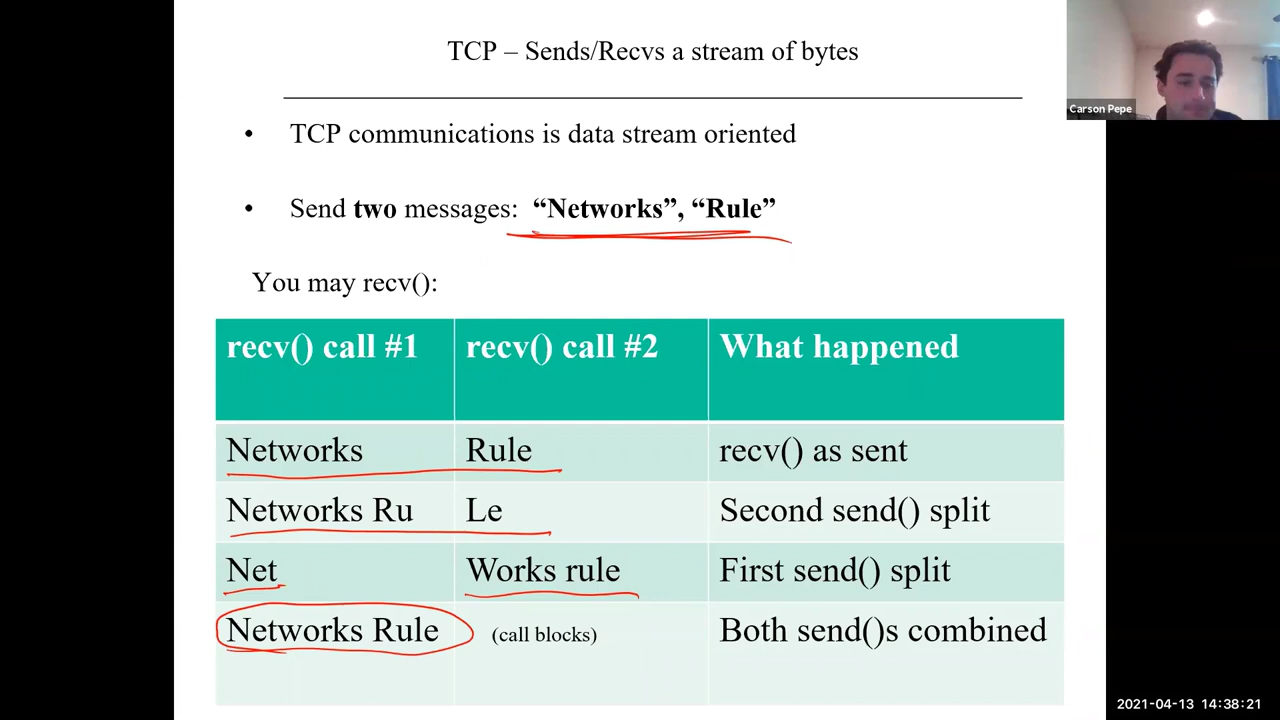 TCP – Sends/Recvs a stream of bytes
Carson Pepe
• TCP communications is data stream oriented
• Send two messages: “Networks”, “Rule”
You may recv():
recv() call #1 recv() call #2 What happened
Networks Rule recv() as sent
Networks Ru Le Second send() split
Net Works rule First send() split
Networks Rule (call blocks) Both send()s combined
2021-04-13 14:38:21